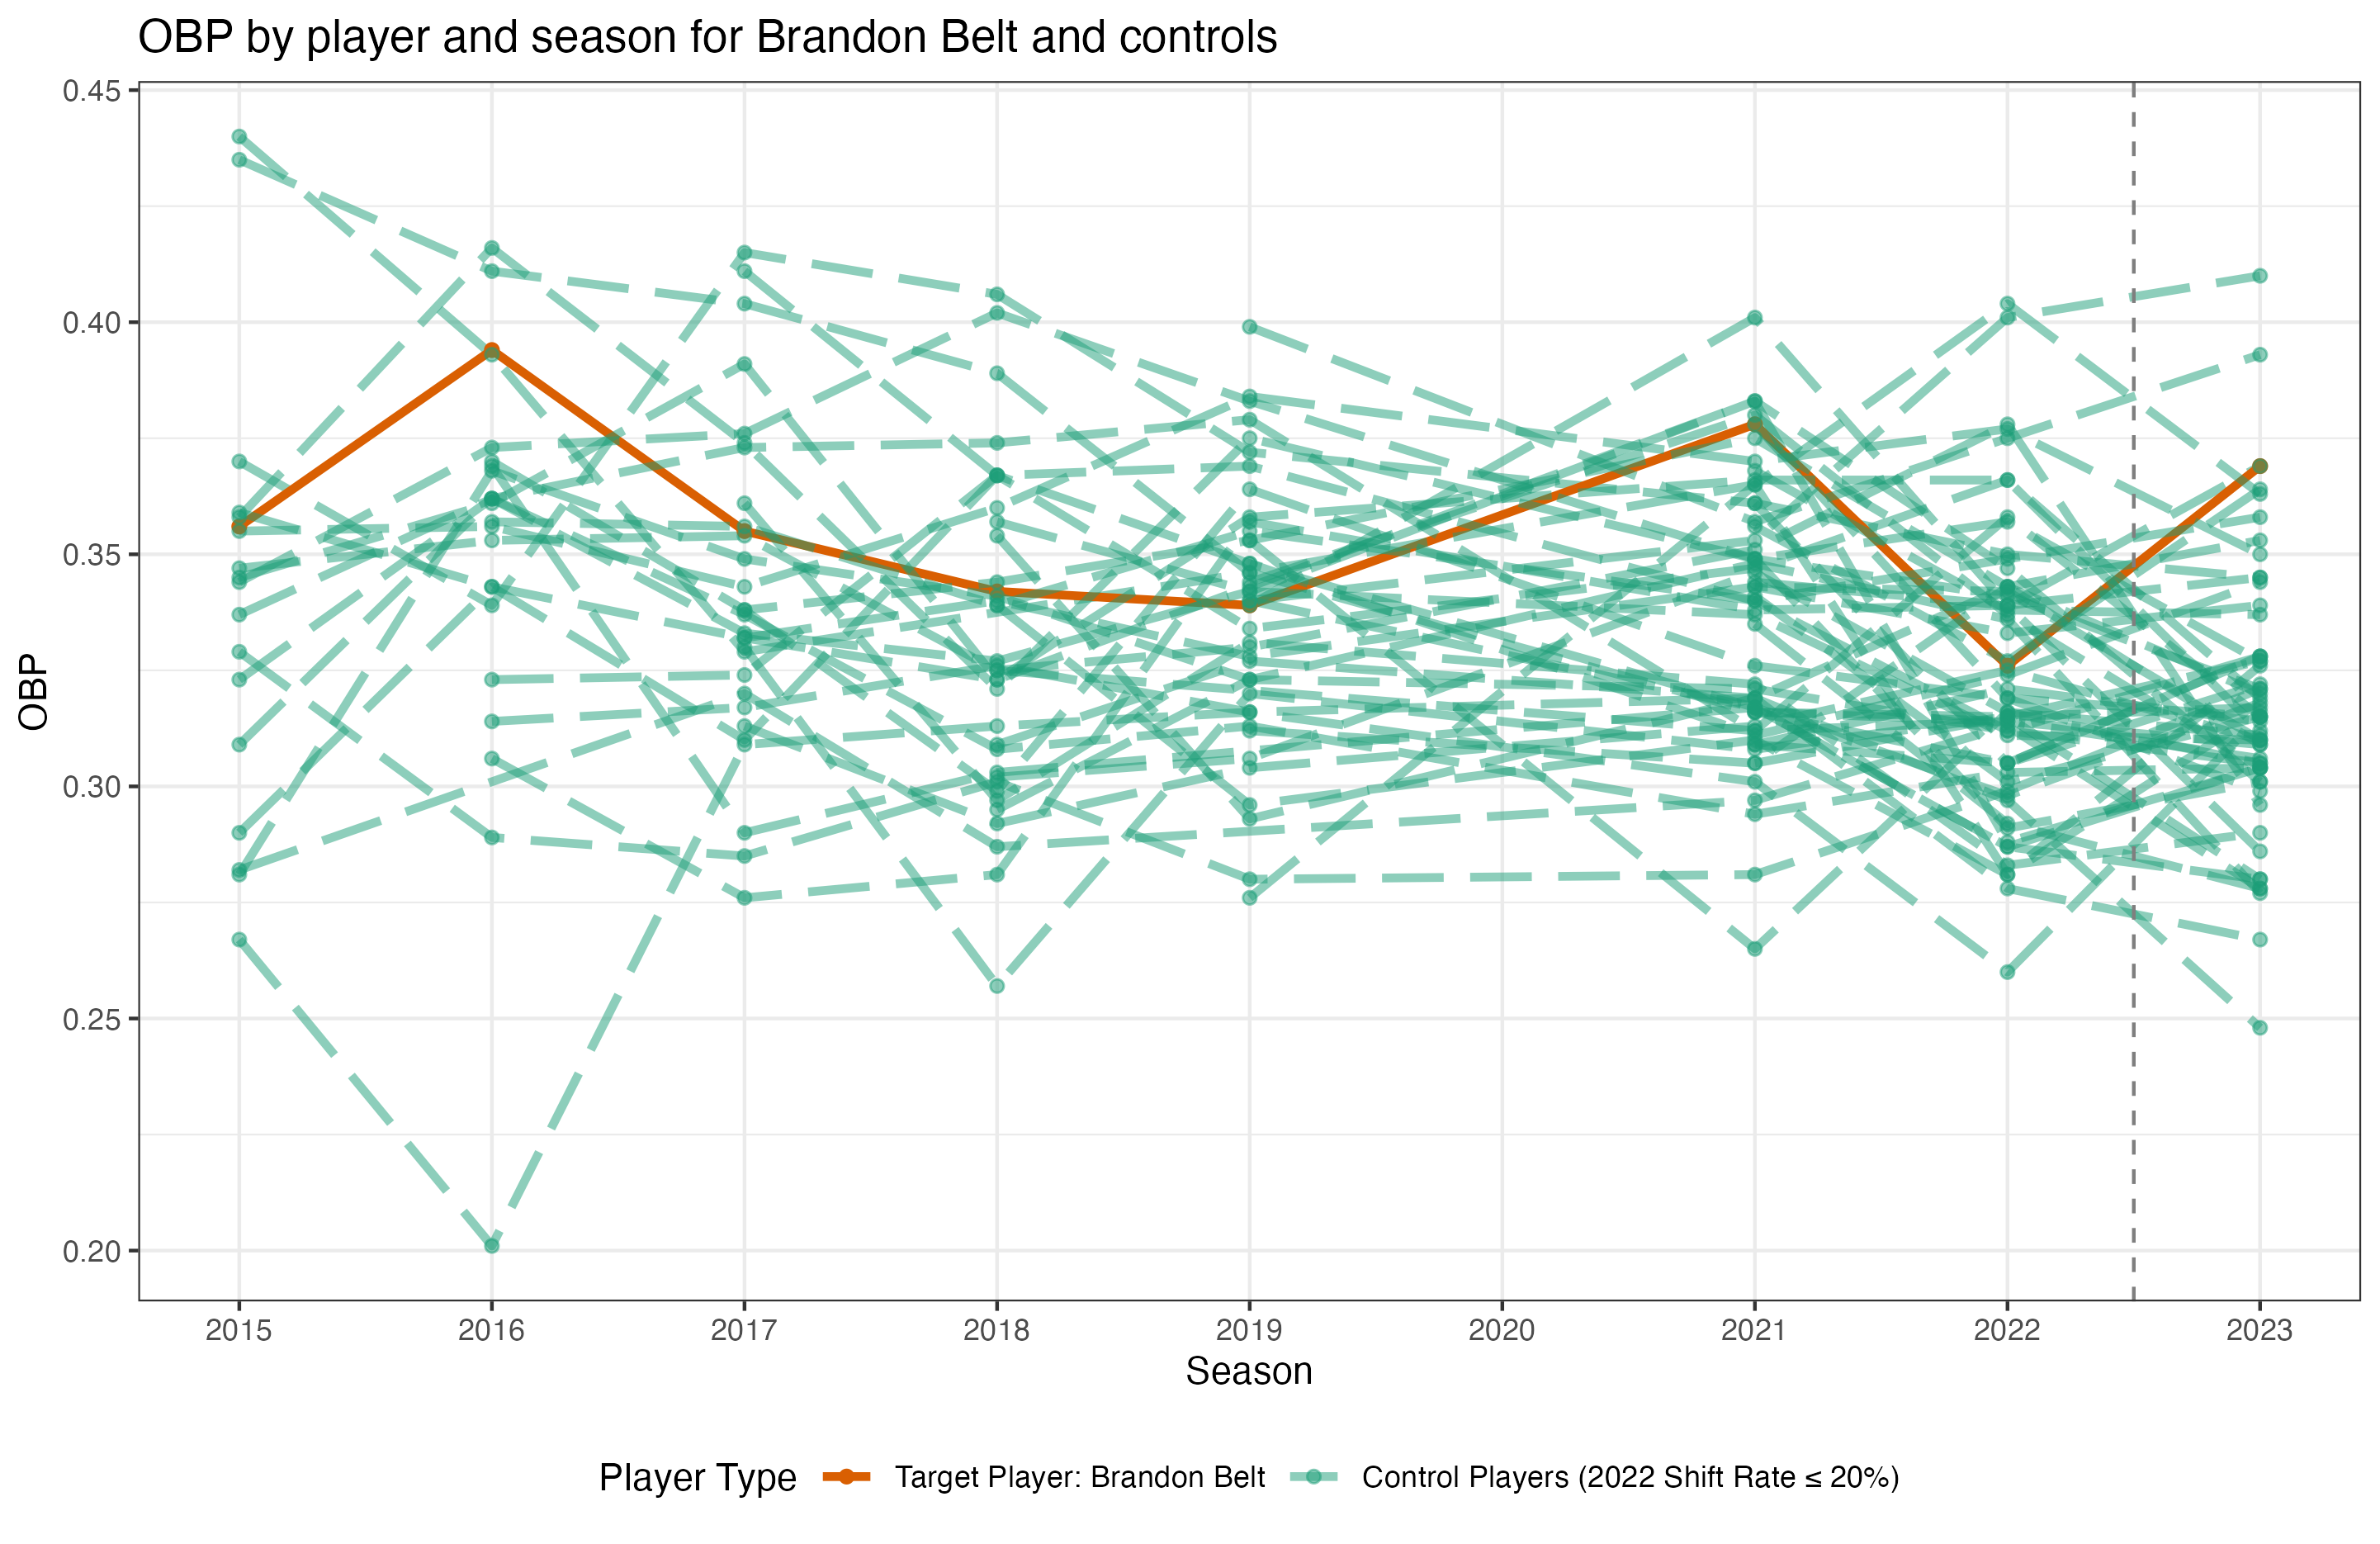 OBP by player and season for Brandon Belt and controls
0.45
0.40
0.35
0.30
0.25
0.20
OBP
2015 2016 2017 2018 2019 2020 2021 2022 2023
Season
Player Type Target Player: Brandon Belt Control Players (2022 Shift Rate ≤ 20%)